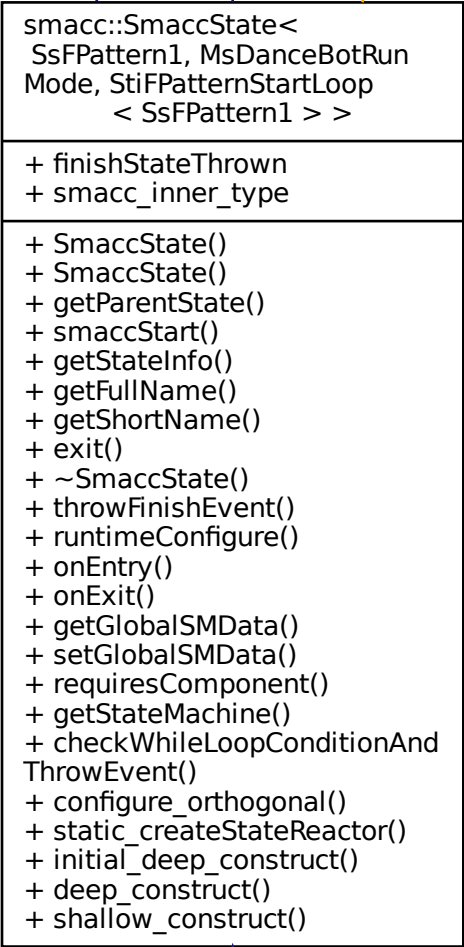 smacc::SmaccState<
SsFPattern1, MsDanceBotRun
Mode, StiFPatternStartLoop
< SsFPattern1 > >
+ finishStateThrown
+ smacc_inner_type
+ SmaccState()
+ SmaccState()
+ getParentState()
+ smaccStart()
+ getStateInfo()
+ getFullName()
+ getShortName()
+ exit()
+ ~SmaccState()
+ throwFinishEvent()
+ runtimeConfigure()
+ onEntry()
+ onExit()
+ getGlobalSMData()
+ setGlobalSMData()
+ requiresComponent()
+ getStateMachine()
+ checkWhileLoopConditionAnd
ThrowEvent()
+ configure_orthogonal()
+ static_createStateReactor()
+ initial_deep_construct()
+ deep_construct()
+ shallow_construct()